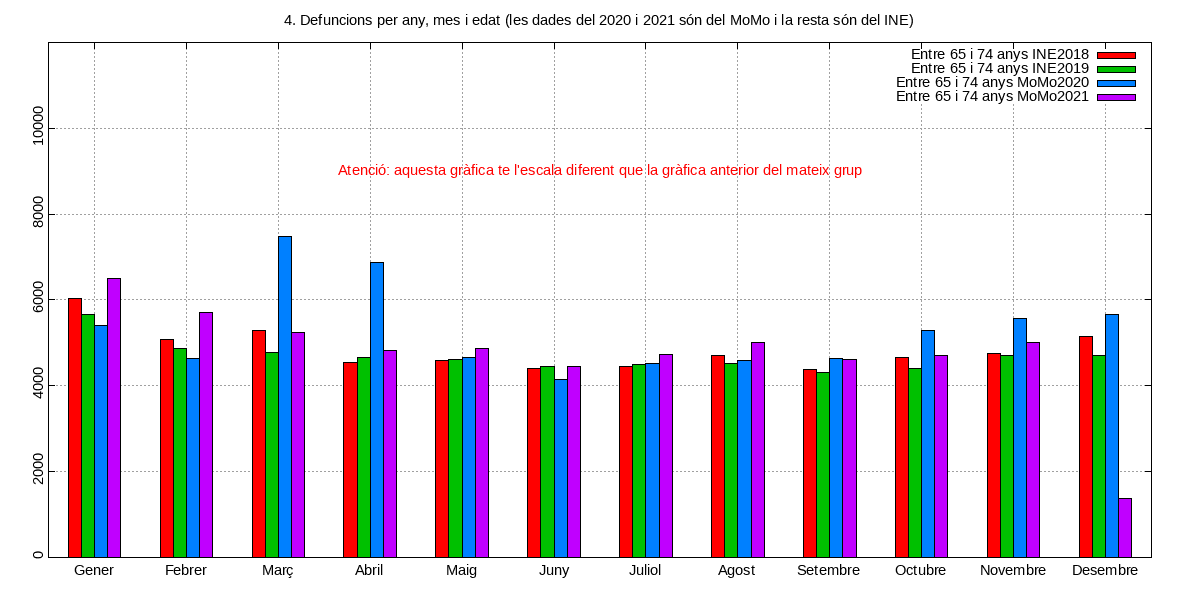 4. Defuncions per any, mes i edat (les dades del 2020 i 2021 són del MoMo i la resta són del INE)
Entre 65 i 74 anys INE2018
Entre 65 i 74 anys INE2019
Entre 65 i 74 anys MoMo2020
Entre 65 i 74 anys MoMo2021
Atenció: aquesta gràfica te l'escala diferent que la gràfica anterior del mateix grup
10000
8000
6000
4000
2000
0
Gener Febrer Març Abril Maig Juny Juliol Agost Setembre Octubre Novembre Desembre